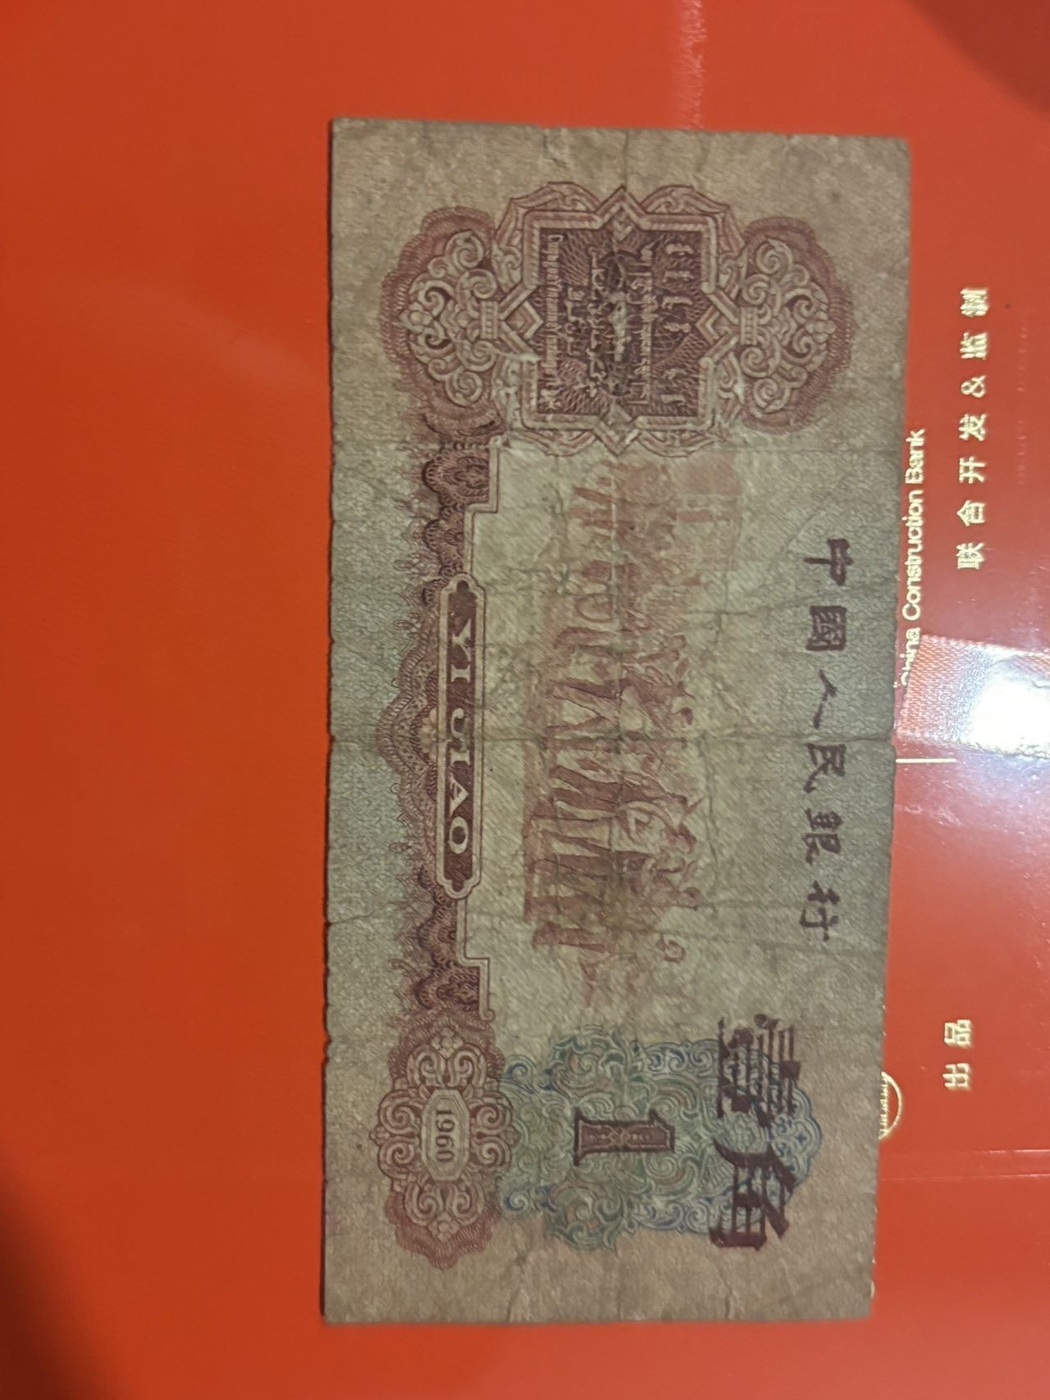 中國人民銀行
壹角
1
YI JIAO
1960
China Construction Bank
联合开发&监制
出品